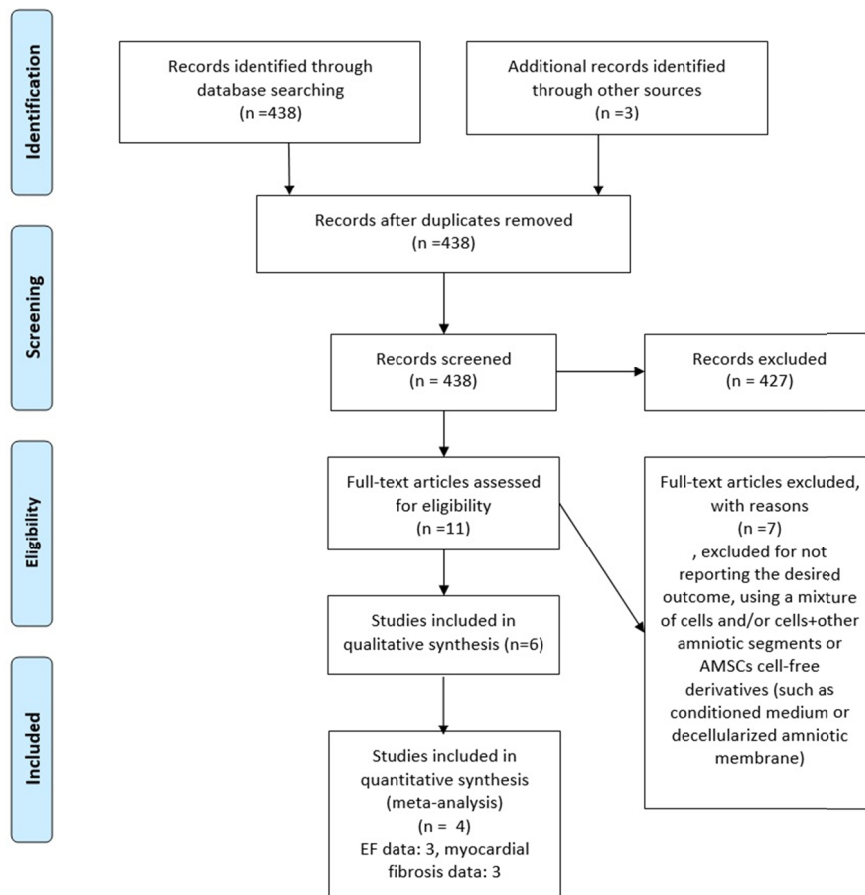 Identification
Records identified through
database searching
(n =438)
Additional records identified
through other sources
(n =3)
Records after duplicates removed
(n =438)
Screening
Records screened
(n = 438)
Records excluded
(n = 427)
Eligibility
Full-text articles assessed
for eligibility
(n =11)
Full-text articles excluded,
with reasons
(n =7)
, excluded for not
reporting the desired
outcome, using a mixture
of cells and/or cells+other
amniotic segments or
AMSCs cell-free
derivatives (such as
conditioned medium or
decellularized amniotic
membrane)
Studies included in
qualitative synthesis (n=6)
Included
Studies included in
quantitative synthesis
(meta-analysis)
(n = 4)
EF data: 3, myocardial
fibrosis data: 3